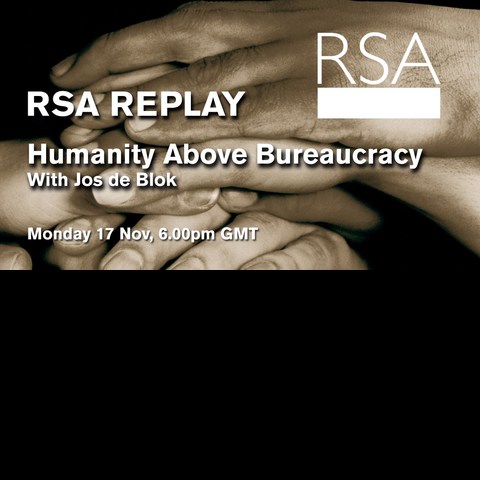 RSA
RSA REPLAY
Humanity Above Bureaucracy
With Jos de Blok
Monday 17 Nov, 6.00pm GMT